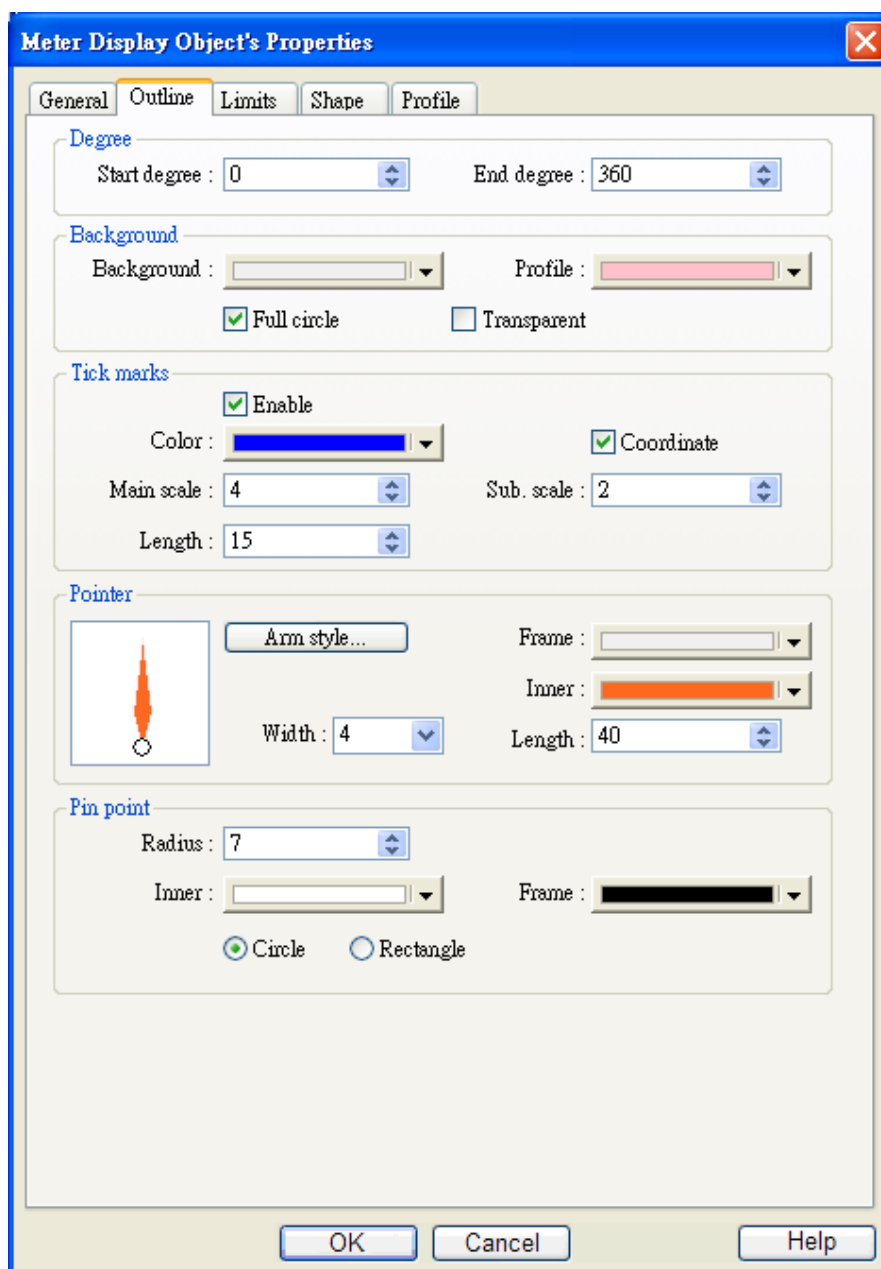 Meter Display Object's Properties
General Outline Limits Shape Profile
Degree
Start degree : 0 End degree : 360
Background
Background : Profile :
Full circle Transparent
Tick marks
Enable
Color : Coordinate
Main scale : 4 Sub. scale : 2
Length : 15
Pointer
Arm style... Frame :
Inner :
Width : 4 Length : 40
Pin point
Radius : 7
Inner : Frame :
Circle Rectangle
OK Cancel Help